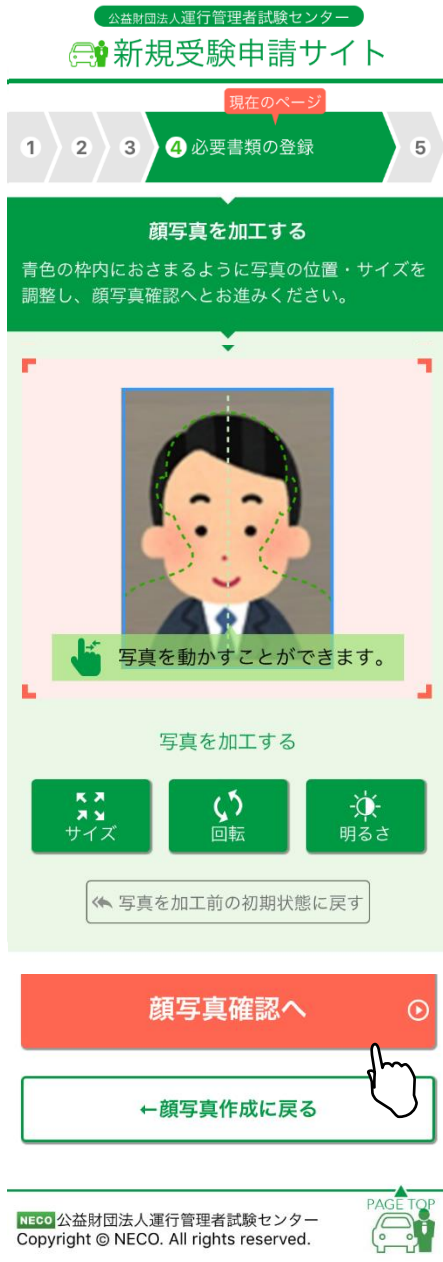 公益財団法人運行管理者試験センター
新規受験申請サイト
現在のページ
1 2 3 4 必要書類の登録 5
顔写真を加工する
青色の枠内におさまるように写真の位置・サイズを
調整し、顔写真確認へとお進みください。
写真を動かすことができます。
写真を加工する
サイズ 回転 明るさ
写真を加工前の初期状態に戻す
顔写真確認へ
←顔写真作成に戻る
PAGE TOP
NECO 公益財団法人運行管理者試験センター
Copyright © NECO. All rights reserved.